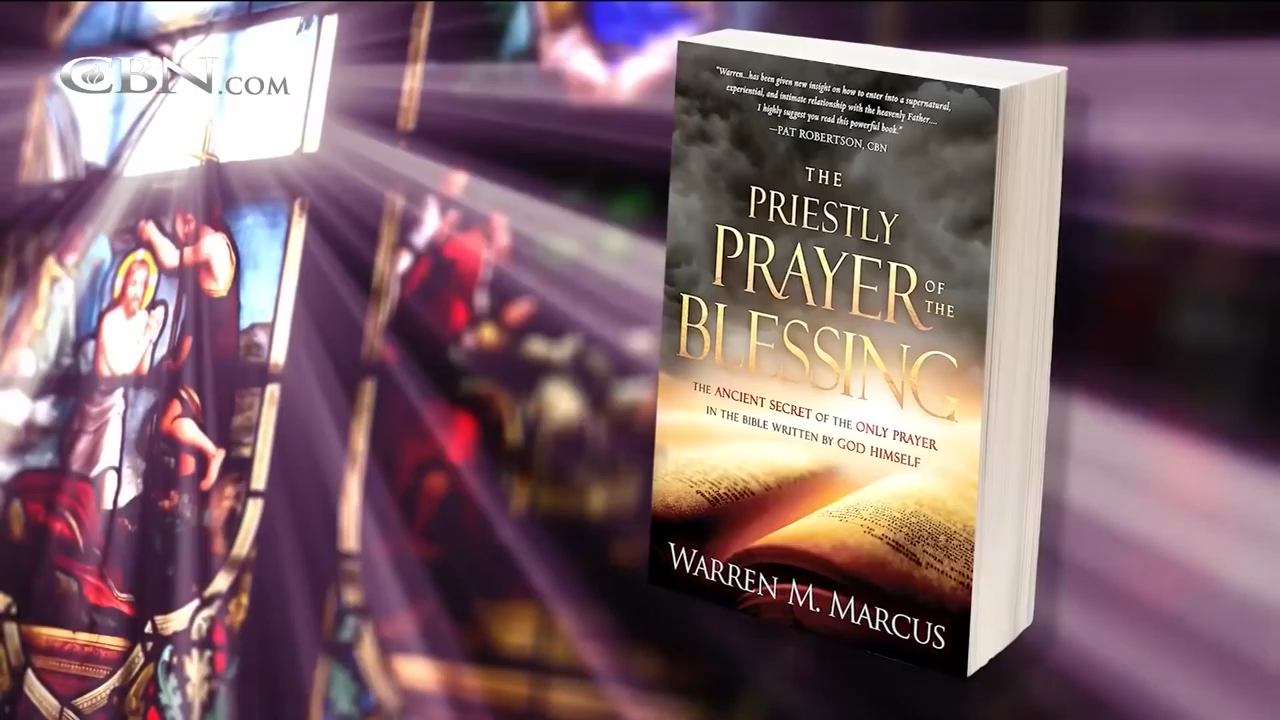 CBN.COM
"Warren...has been given new insight on how to enter into a supernatural,
experiential, and intimate relationship with the heavenly Father....
I highly suggest you read this powerful book."
—PAT ROBERTSON, CBN
THE
PRIESTLY
PRAYER OF
THE
BLESSING
THE ANCIENT SECRET OF THE ONLY PRAYER
IN THE BIBLE WRITTEN BY GOD HIMSELF
WARREN M. MARCUS